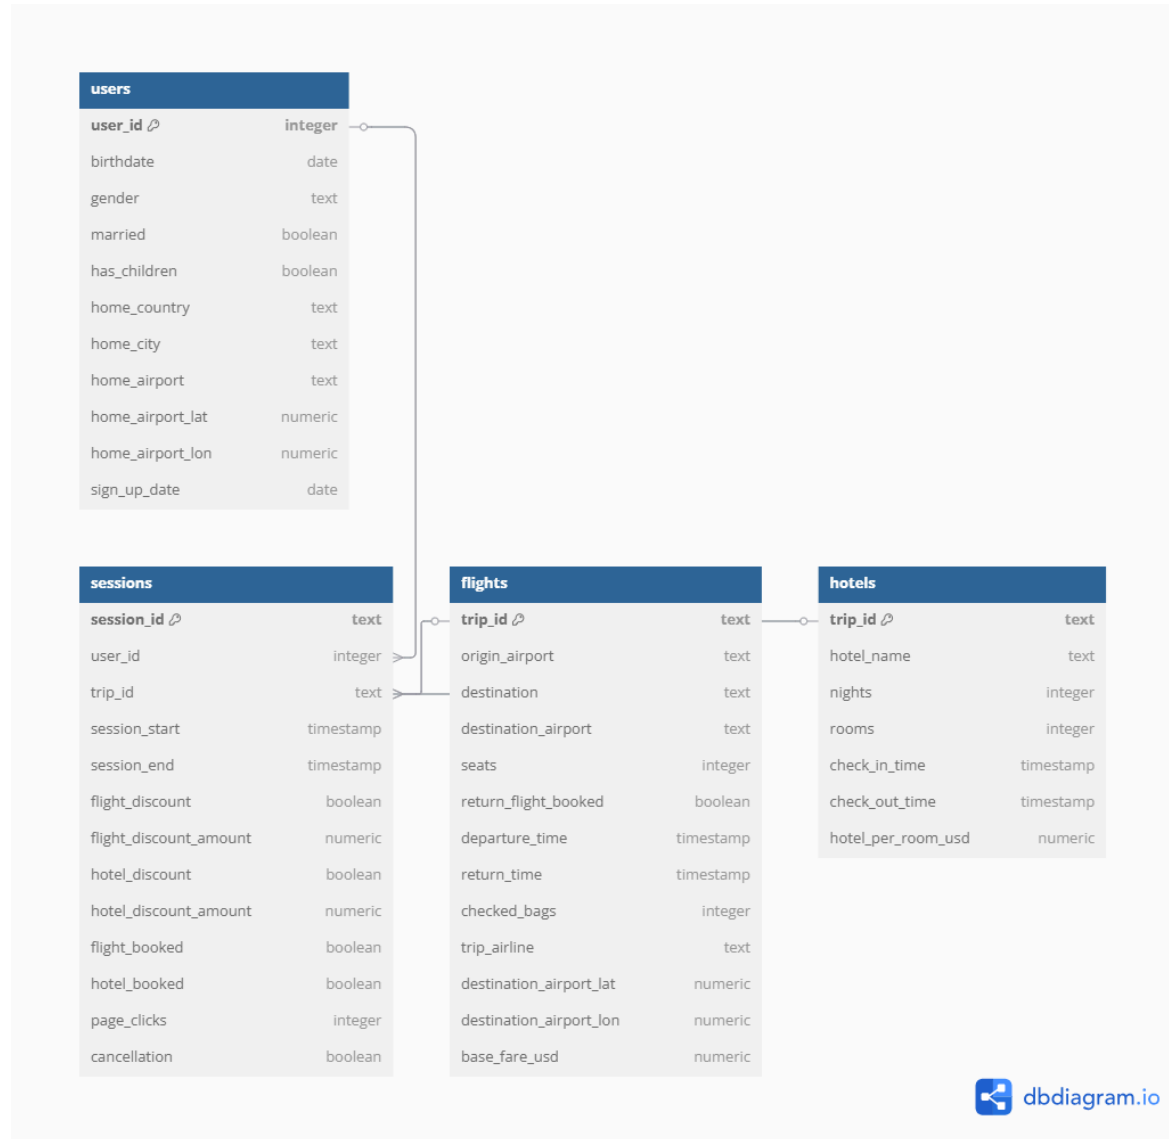 users
user_id integer
birthdate date
gender text
married boolean
has_children boolean
home_country text
home_city text
home_airport text
home_airport_lat numeric
home_airport_lon numeric
sign_up_date date
sessions
session_id text
user_id integer
trip_id text
session_start timestamp
session_end timestamp
flight_discount boolean
flight_discount_amount numeric
hotel_discount boolean
hotel_discount_amount numeric
flight_booked boolean
hotel_booked boolean
page_clicks integer
cancellation boolean
flights
trip_id text
origin_airport text
destination text
destination_airport text
seats integer
return_flight_booked boolean
departure_time timestamp
return_time timestamp
checked_bags integer
trip_airline text
destination_airport_lat numeric
destination_airport_lon numeric
base_fare_usd numeric
hotels
trip_id text
hotel_name text
nights integer
rooms integer
check_in_time timestamp
check_out_time timestamp
hotel_per_room_usd numeric
dbdiagram.io